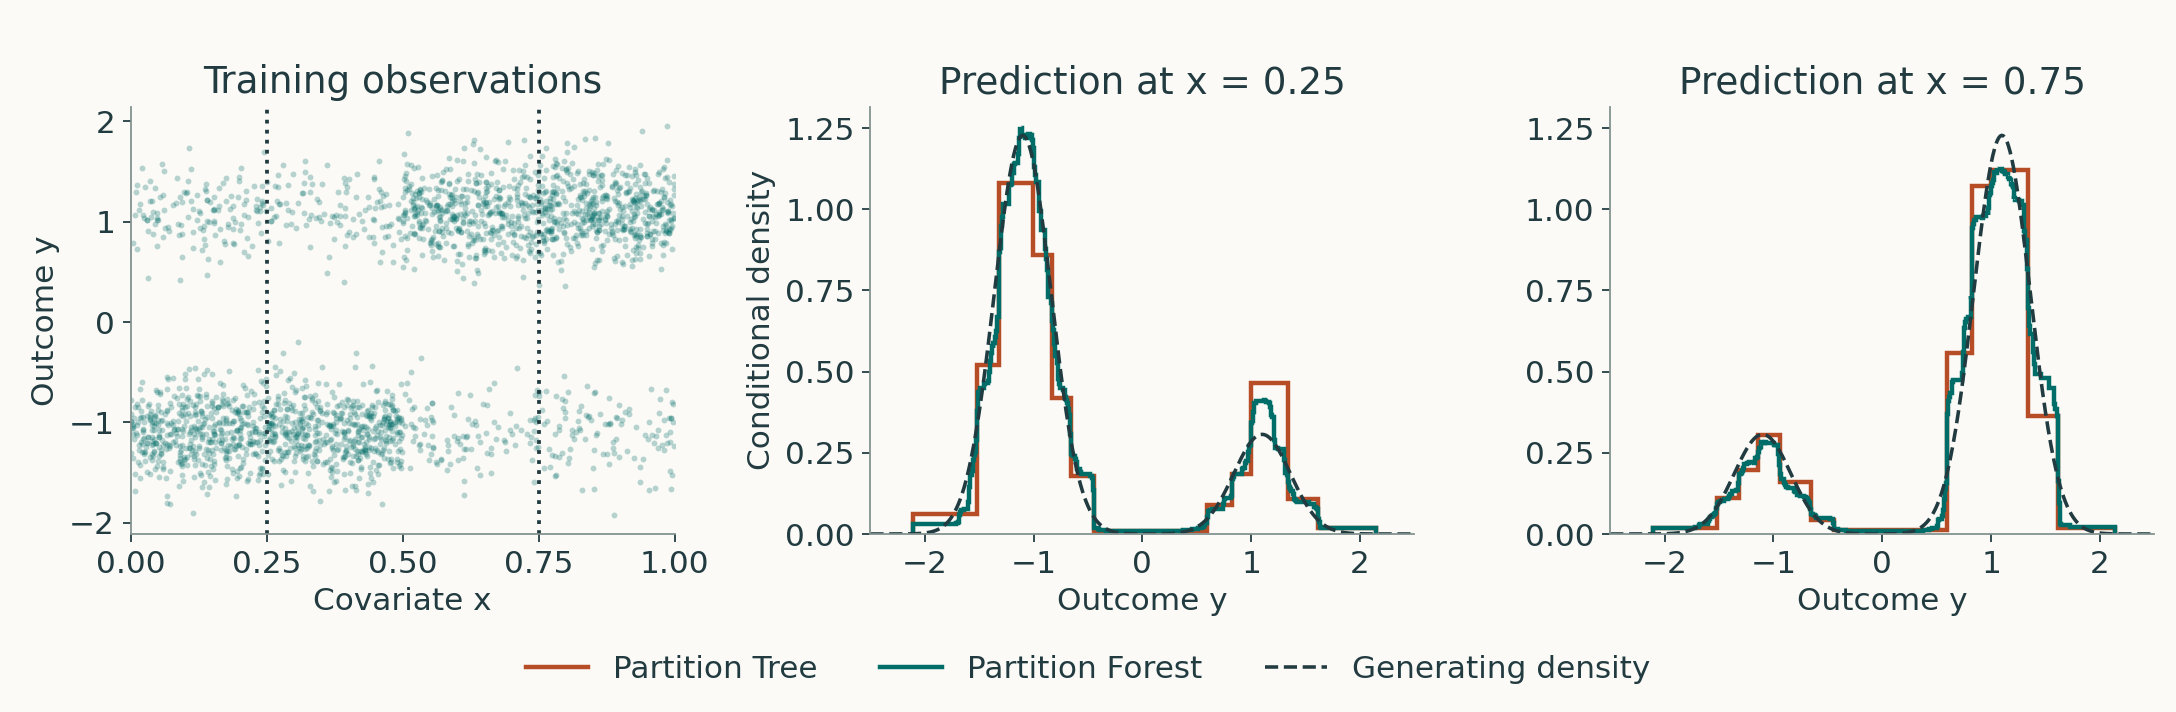 Training observations
Prediction at x = 0.25
Prediction at x = 0.75
Outcome y
2
1
0
−1
−2
0.00 0.25 0.50 0.75 1.00
Covariate x
Conditional density
1.25
1.00
0.75
0.50
0.25
0.00
−2 −1 0 1 2
Outcome y
1.25
1.00
0.75
0.50
0.25
0.00
−2 −1 0 1 2
Outcome y
Partition Tree
Partition Forest
Generating density